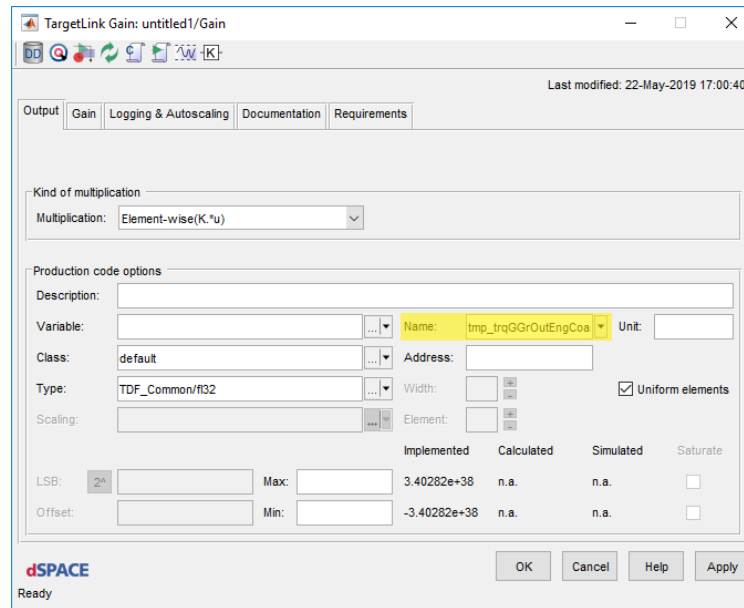 TargetLink Gain: untitled1/Gain
DD
Last modified: 22-May-2019 17:00:40
Output Gain Logging & Autoscaling Documentation Requirements
Kind of multiplication
Multiplication: Element-wise(K.*u)
Production code options
Description:
Variable: ... Name: tmp_trqGGrOutEngCoa Unit:
Class: default ... Address:
Type: TDF_Common/fl32 ... Width: + - Uniform elements
Scaling: ... Element: + -
Implemented Calculated Simulated Saturate
LSB: 2^ Max: 3.40282e+38 n.a. n.a.
Offset: Min: -3.40282e+38 n.a. n.a.
dSPACE OK Cancel Help Apply
Ready